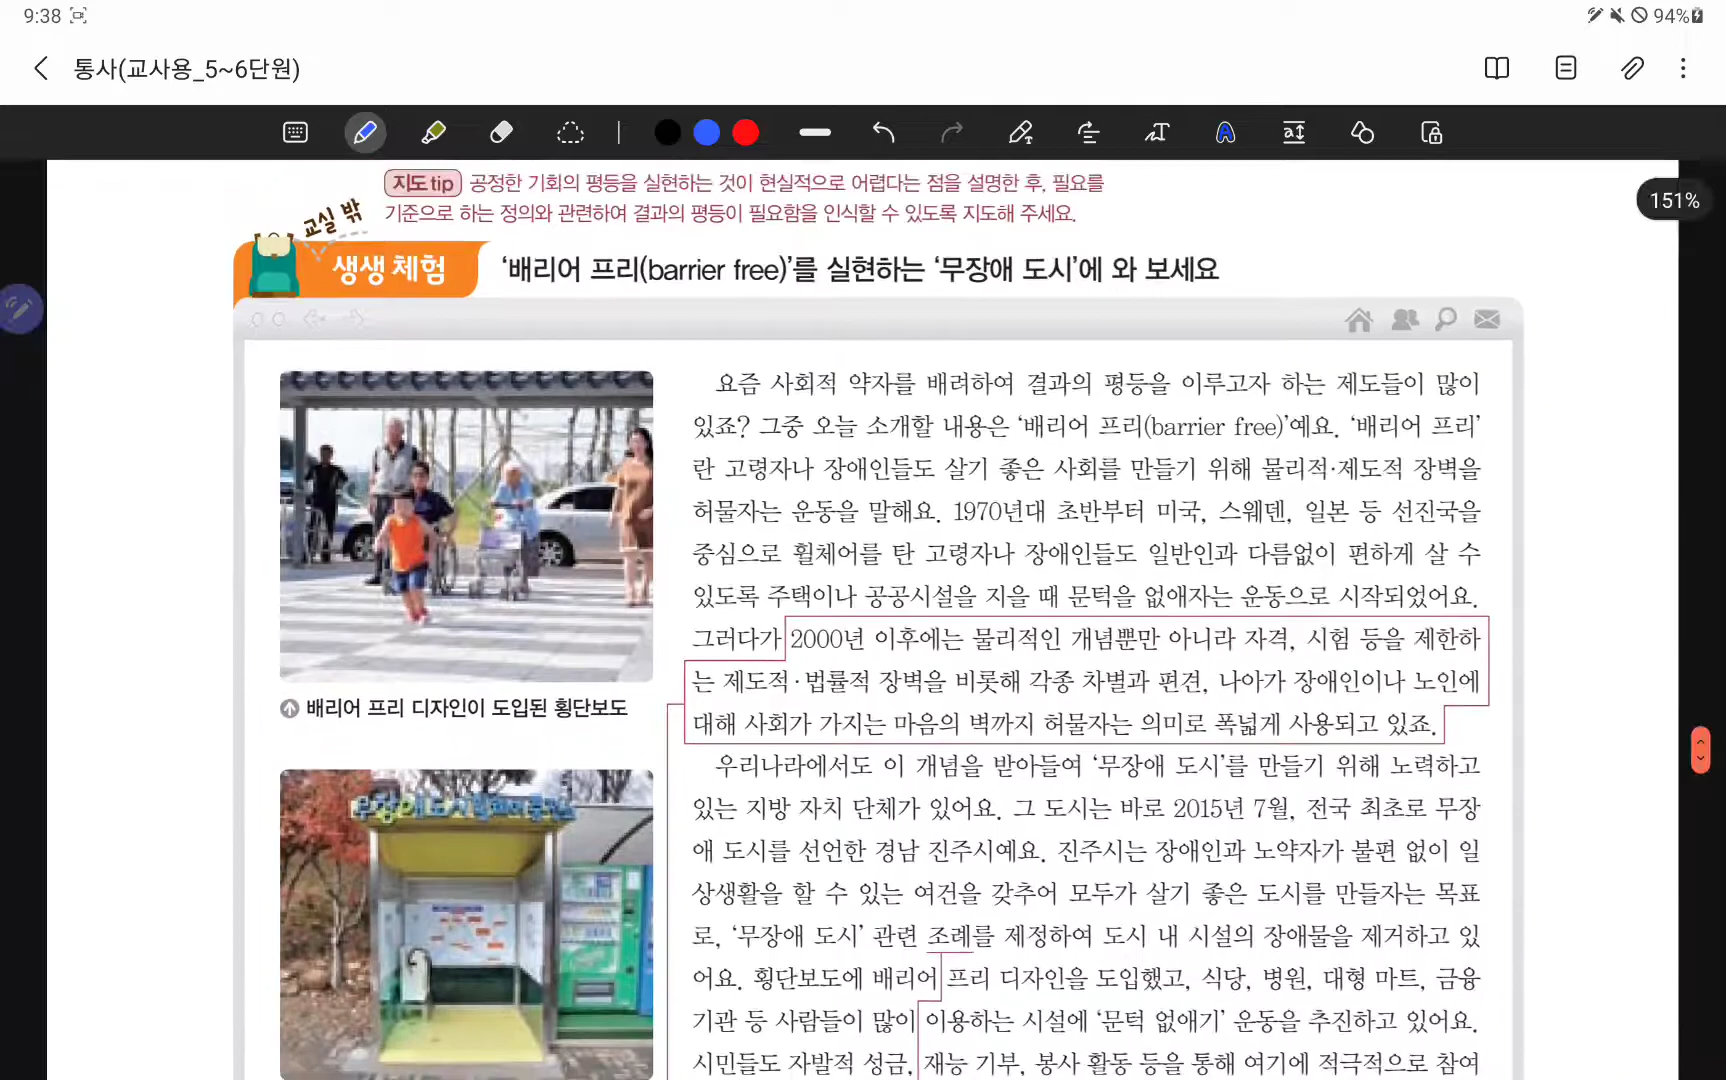 9:38
94%
통사(교사용_5~6단원)
151%
지도 tip 공정한 기회의 평등을 실현하는 것이 현실적으로 어렵다는 점을 설명한 후, 필요를
기준으로 하는 정의와 관련하여 결과의 평등이 필요함을 인식할 수 있도록 지도해 주세요.
교실 밖
생생 체험
‘배리어 프리(barrier free)’를 실현하는 ‘무장애 도시’에 와 보세요
요즘 사회적 약자를 배려하여 결과의 평등을 이루고자 하는 제도들이 많이
있죠? 그중 오늘 소개할 내용은 ‘배리어 프리(barrier free)’예요. ‘배리어 프리’
란 고령자나 장애인들도 살기 좋은 사회를 만들기 위해 물리적·제도적 장벽을
허물자는 운동을 말해요. 1970년대 초반부터 미국, 스웨덴, 일본 등 선진국을
중심으로 휠체어를 탄 고령자나 장애인들도 일반인과 다름없이 편하게 살 수
있도록 주택이나 공공시설을 지을 때 문턱을 없애자는 운동으로 시작되었어요.
그러다가 2000년 이후에는 물리적인 개념뿐만 아니라 자격, 시험 등을 제한하
는 제도적·법률적 장벽을 비롯해 각종 차별과 편견, 나아가 장애인이나 노인에
대해 사회가 가지는 마음의 벽까지 허물자는 의미로 폭넓게 사용되고 있죠.
배리어 프리 디자인이 도입된 횡단보도
우리나라에서도 이 개념을 받아들여 ‘무장애 도시’를 만들기 위해 노력하고
있는 지방 자치 단체가 있어요. 그 도시는 바로 2015년 7월, 전국 최초로 무장
애 도시를 선언한 경남 진주시예요. 진주시는 장애인과 노약자가 불편 없이 일
상생활을 할 수 있는 여건을 갖추어 모두가 살기 좋은 도시를 만들자는 목표
로, ‘무장애 도시’ 관련 조례를 제정하여 도시 내 시설의 장애물을 제거하고 있
어요. 횡단보도에 배리어 프리 디자인을 도입했고, 식당, 병원, 대형 마트, 금융
기관 등 사람들이 많이 이용하는 시설에 ‘문턱 없애기’ 운동을 추진하고 있어요.
시민들도 자발적 성금, 재능 기부, 봉사 활동 등을 통해 여기에 적극적으로 참여